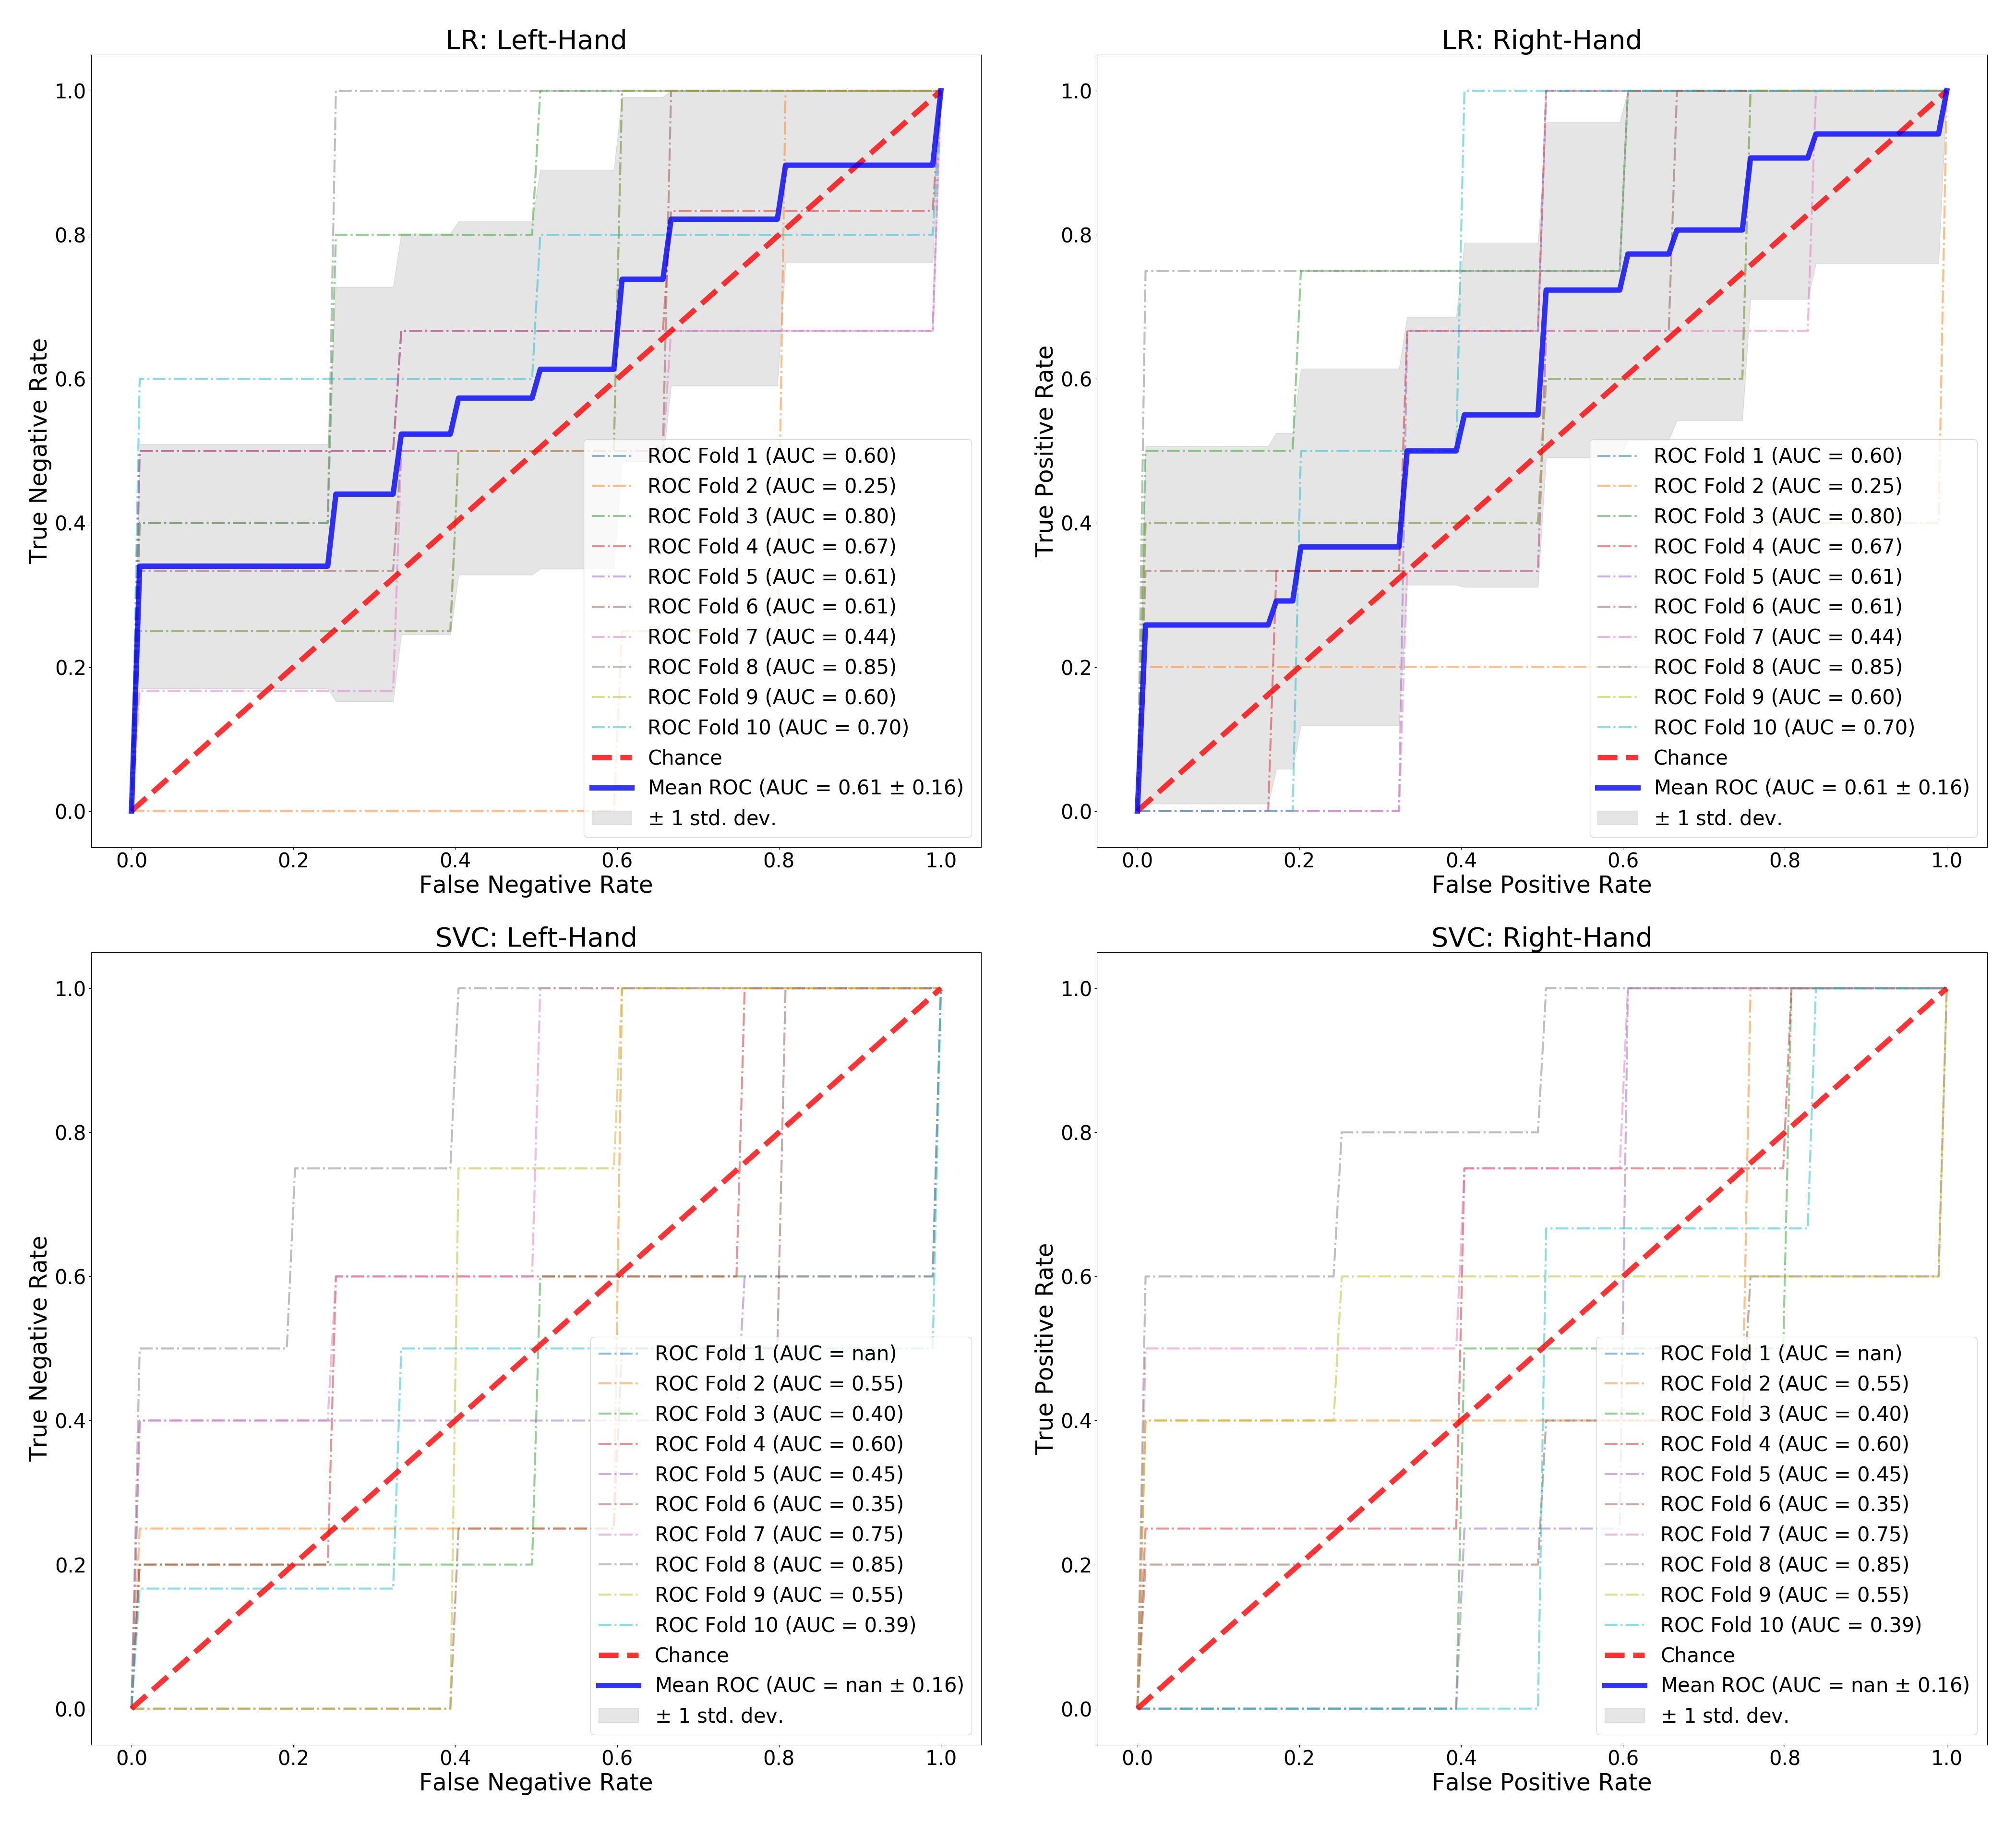 LR: Left-Hand
True Negative Rate
1.0
0.8
0.6
0.4
0.2
0.0
ROC Fold 1 (AUC = 0.60)
ROC Fold 2 (AUC = 0.25)
ROC Fold 3 (AUC = 0.80)
ROC Fold 4 (AUC = 0.67)
ROC Fold 5 (AUC = 0.61)
ROC Fold 6 (AUC = 0.61)
ROC Fold 7 (AUC = 0.44)
ROC Fold 8 (AUC = 0.85)
ROC Fold 9 (AUC = 0.60)
ROC Fold 10 (AUC = 0.70)
Chance
Mean ROC (AUC = 0.61 ± 0.16)
± 1 std. dev.
0.0 0.2 0.4 0.6 0.8 1.0
False Negative Rate
LR: Right-Hand
True Positive Rate
1.0
0.8
0.6
0.4
0.2
0.0
ROC Fold 1 (AUC = 0.60)
ROC Fold 2 (AUC = 0.25)
ROC Fold 3 (AUC = 0.80)
ROC Fold 4 (AUC = 0.67)
ROC Fold 5 (AUC = 0.61)
ROC Fold 6 (AUC = 0.61)
ROC Fold 7 (AUC = 0.44)
ROC Fold 8 (AUC = 0.85)
ROC Fold 9 (AUC = 0.60)
ROC Fold 10 (AUC = 0.70)
Chance
Mean ROC (AUC = 0.61 ± 0.16)
± 1 std. dev.
0.0 0.2 0.4 0.6 0.8 1.0
False Positive Rate
SVC: Left-Hand
True Negative Rate
1.0
0.8
0.6
0.4
0.2
0.0
ROC Fold 1 (AUC = nan)
ROC Fold 2 (AUC = 0.55)
ROC Fold 3 (AUC = 0.40)
ROC Fold 4 (AUC = 0.60)
ROC Fold 5 (AUC = 0.45)
ROC Fold 6 (AUC = 0.35)
ROC Fold 7 (AUC = 0.75)
ROC Fold 8 (AUC = 0.85)
ROC Fold 9 (AUC = 0.55)
ROC Fold 10 (AUC = 0.39)
Chance
Mean ROC (AUC = nan ± 0.16)
± 1 std. dev.
0.0 0.2 0.4 0.6 0.8 1.0
False Negative Rate
SVC: Right-Hand
True Positive Rate
1.0
0.8
0.6
0.4
0.2
0.0
ROC Fold 1 (AUC = nan)
ROC Fold 2 (AUC = 0.55)
ROC Fold 3 (AUC = 0.40)
ROC Fold 4 (AUC = 0.60)
ROC Fold 5 (AUC = 0.45)
ROC Fold 6 (AUC = 0.35)
ROC Fold 7 (AUC = 0.75)
ROC Fold 8 (AUC = 0.85)
ROC Fold 9 (AUC = 0.55)
ROC Fold 10 (AUC = 0.39)
Chance
Mean ROC (AUC = nan ± 0.16)
± 1 std. dev.
0.0 0.2 0.4 0.6 0.8 1.0
False Positive Rate